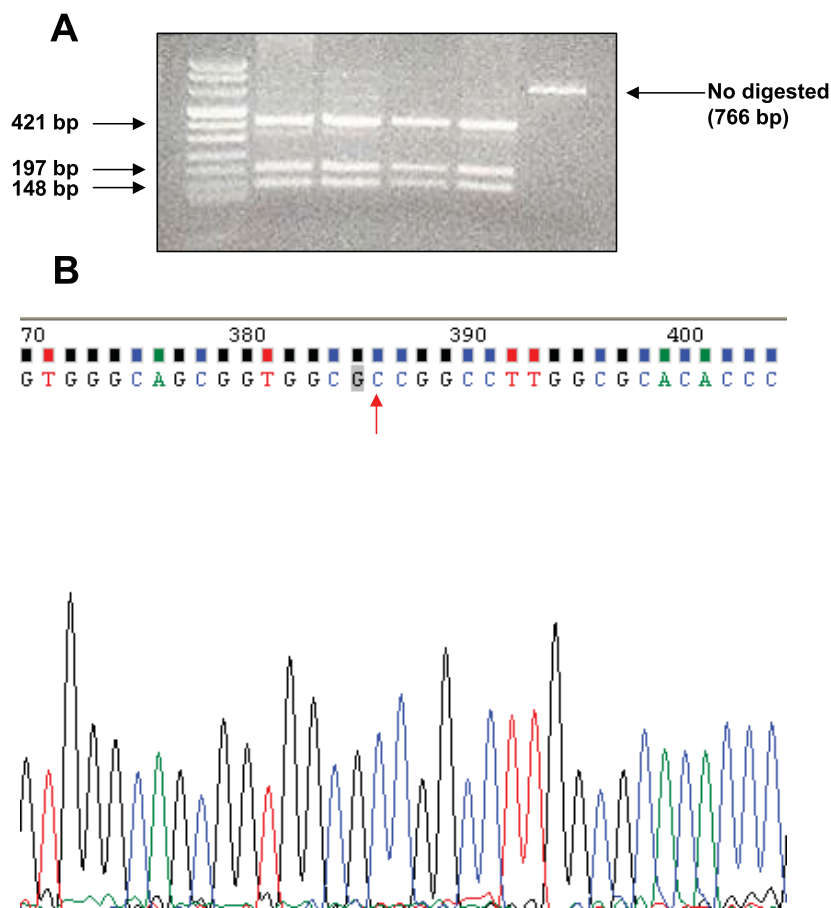 A
421 bp
197 bp
148 bp
No digested
(766 bp)
B
70 380 390 400
G T G G G C A G C G G T G G C G C C G G C C T T G G C G C A C A C C C